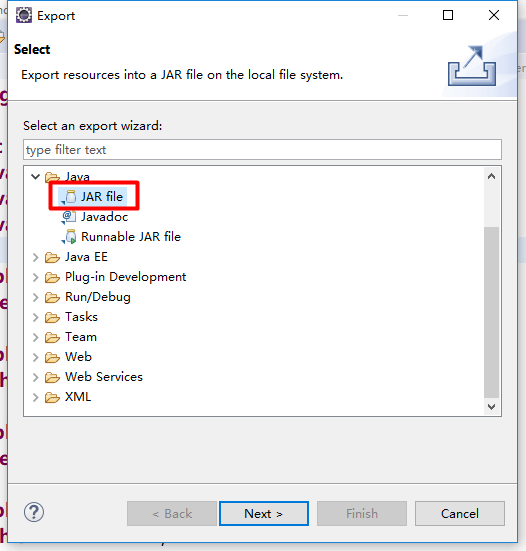 Export
Select
Export resources into a JAR file on the local file system.
Select an export wizard:
type filter text
Java
JAR file
Javadoc
Runnable JAR file
Java EE
Plug-in Development
Run/Debug
Tasks
Team
Web
Web Services
XML
?
< Back
Next >
Finish
Cancel